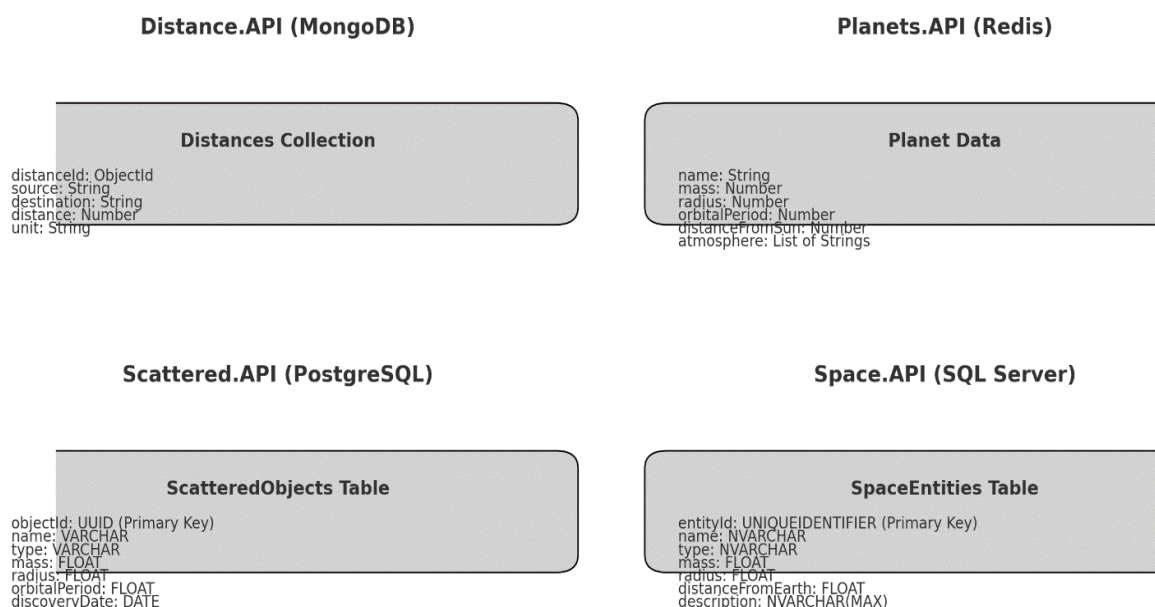 Distance.API (MongoDB)
Planets.API (Redis)
Distances Collection
distanceId: ObjectId
source: String
destination: String
distance: Number
unit: String
Planet Data
name: String
mass: Number
radius: Number
orbitalPeriod: Number
distanceFromSun: Number
atmosphere: List of Strings
Scattered.API (PostgreSQL)
Space.API (SQL Server)
ScatteredObjects Table
objectId: UUID (Primary Key)
name: VARCHAR
type: VARCHAR
mass: FLOAT
radius: FLOAT
orbitalPeriod: FLOAT
discoveryDate: DATE
SpaceEntities Table
entityId: UNIQUEIDENTIFIER (Primary Key)
name: NVARCHAR
type: NVARCHAR
mass: FLOAT
radius: FLOAT
distanceFromEarth: FLOAT
description: NVARCHAR(MAX)